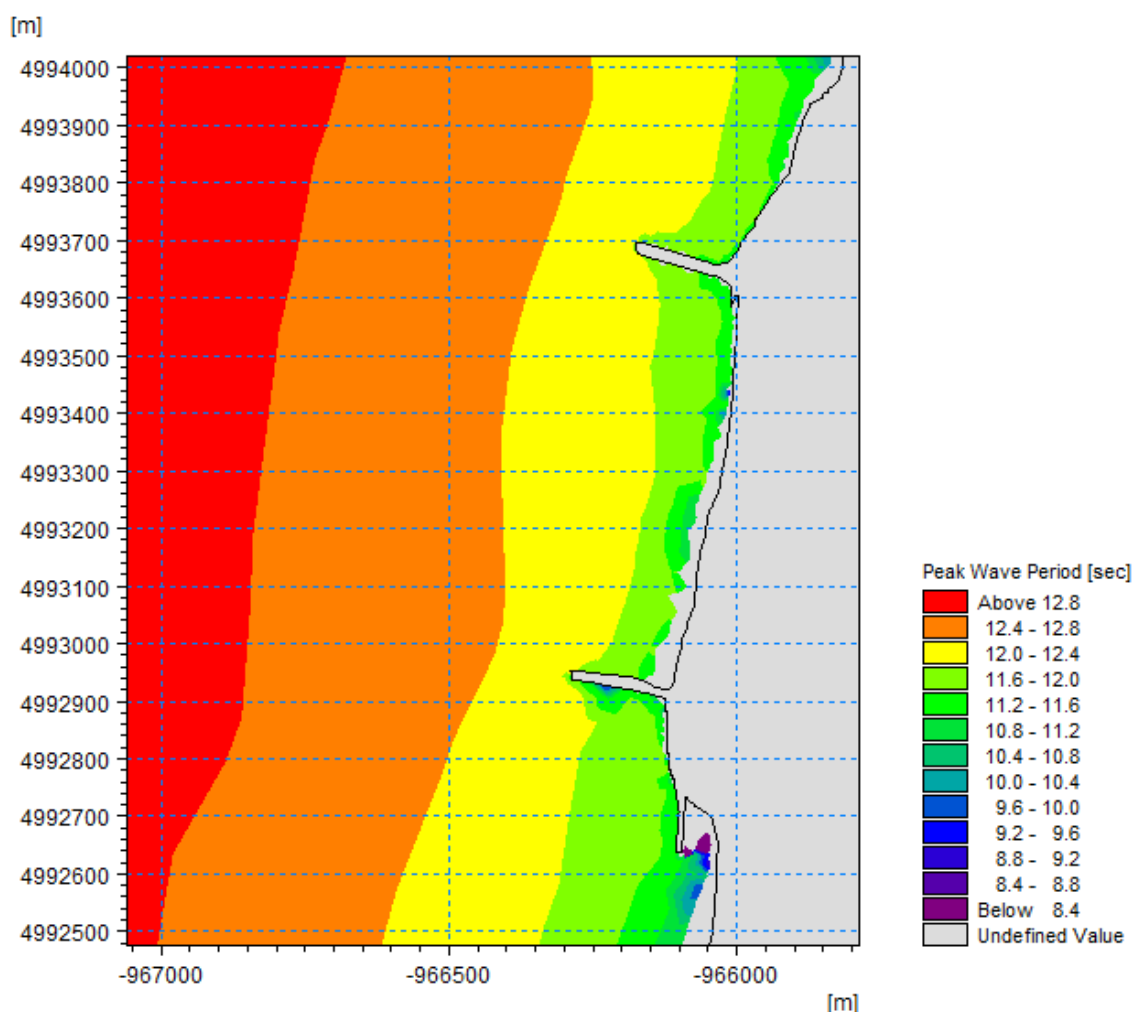 [m]
4994000
4993900
4993800
4993700
4993600
4993500
4993400
4993300
4993200
4993100
4993000
4992900
4992800
4992700
4992600
4992500
-967000 -966500 -966000
[m]
Peak Wave Period [sec]
Above 12.8
12.4 - 12.8
12.0 - 12.4
11.6 - 12.0
11.2 - 11.6
10.8 - 11.2
10.4 - 10.8
10.0 - 10.4
9.6 - 10.0
9.2 - 9.6
8.8 - 9.2
8.4 - 8.8
Below 8.4
Undefined Value